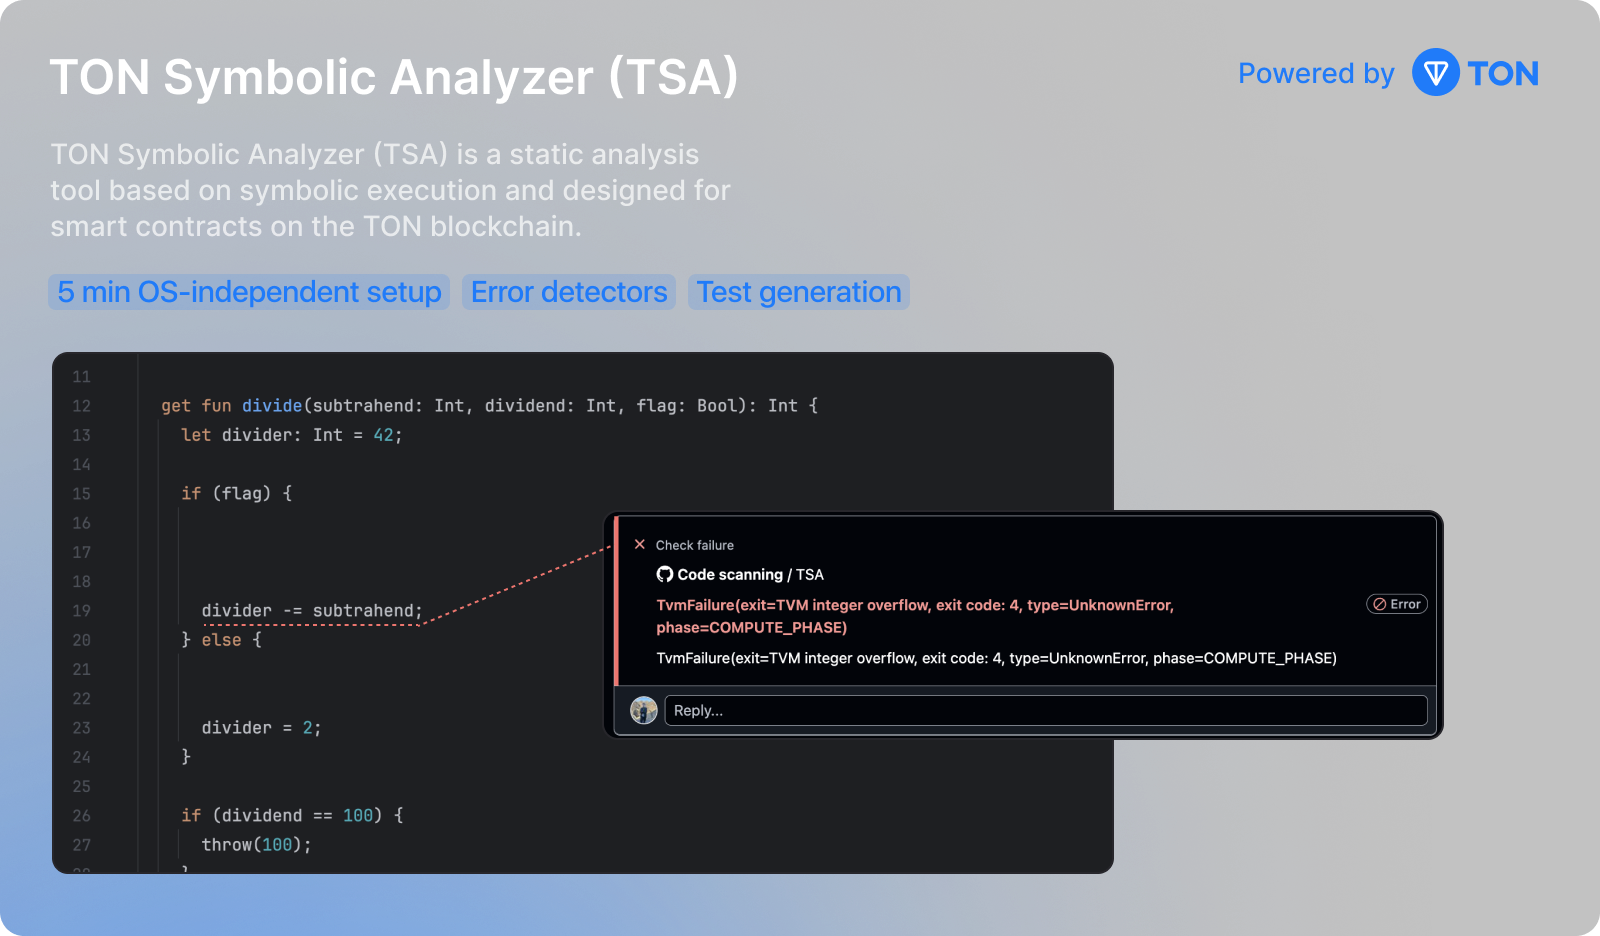 TON Symbolic Analyzer (TSA)
Powered by TON
TON Symbolic Analyzer (TSA) is a static analysis
tool based on symbolic execution and designed for
smart contracts on the TON blockchain.
5 min OS-independent setup Error detectors Test generation
11
12 get fun divide(subtrahend: Int, dividend: Int, flag: Bool): Int {
13 let divider: Int = 42;
14
15 if (flag) {
16
17
18
19 divider -= subtrahend;
20 } else {
21
22
23 divider = 2;
24 }
25
26 if (dividend == 100) {
27 throw(100);
28 }
Check failure
Code scanning / TSA
TvmFailure(exit=TVM integer overflow, exit code: 4, type=UnknownError,
phase=COMPUTE_PHASE)
Error
TvmFailure(exit=TVM integer overflow, exit code: 4, type=UnknownError, phase=COMPUTE_PHASE)
Reply...